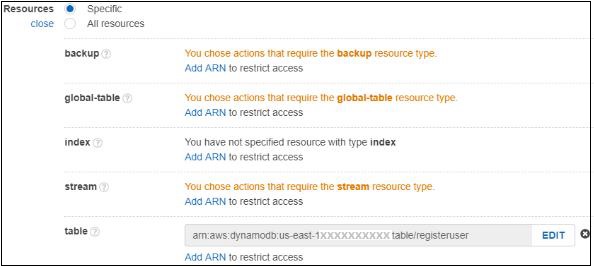 Resources Specific
close All resources
backup You chose actions that require the backup resource type.
Add ARN to restrict access
global-table You chose actions that require the global-table resource type.
Add ARN to restrict access
index You have not specified resource with type index
Add ARN to restrict access
stream You chose actions that require the stream resource type.
Add ARN to restrict access
table arn:aws:dynamodb:us-east-1XXXXXXXXXX table/registeruser EDIT
Add ARN to restrict access